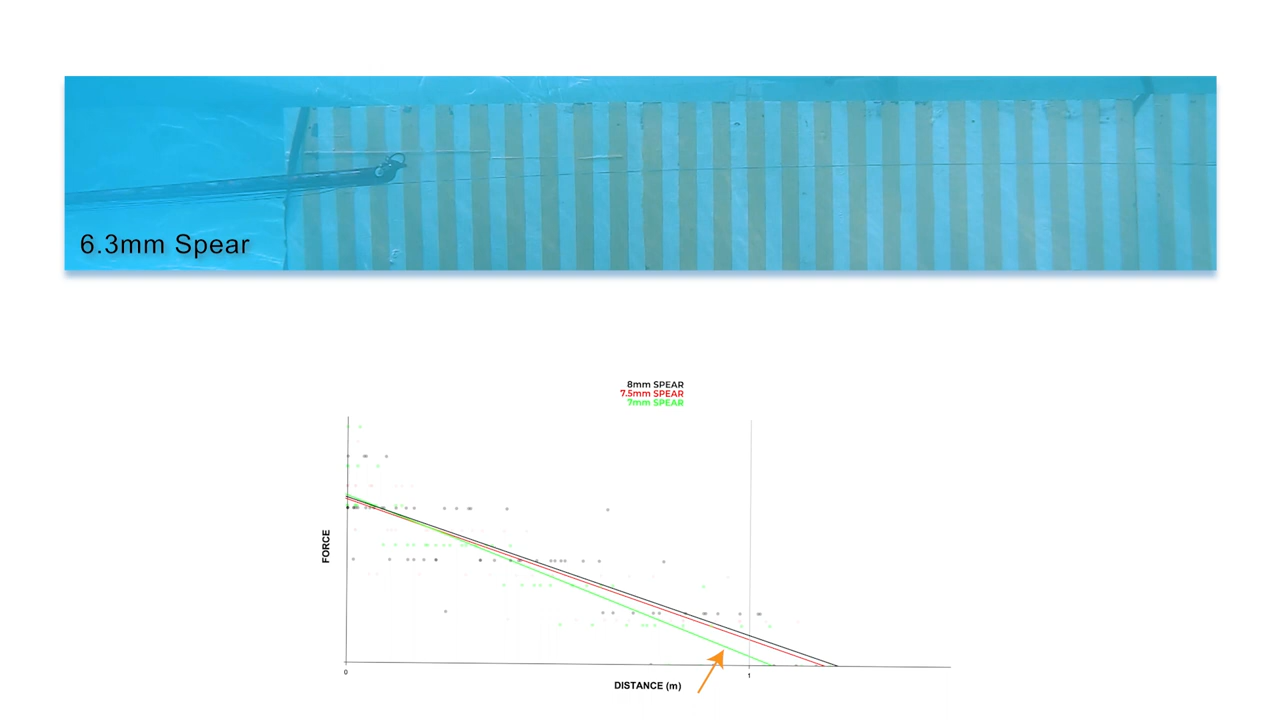 6.3mm Spear
8mm SPEAR
7.5mm SPEAR
7mm SPEAR
FORCE
0
1
DISTANCE (m)